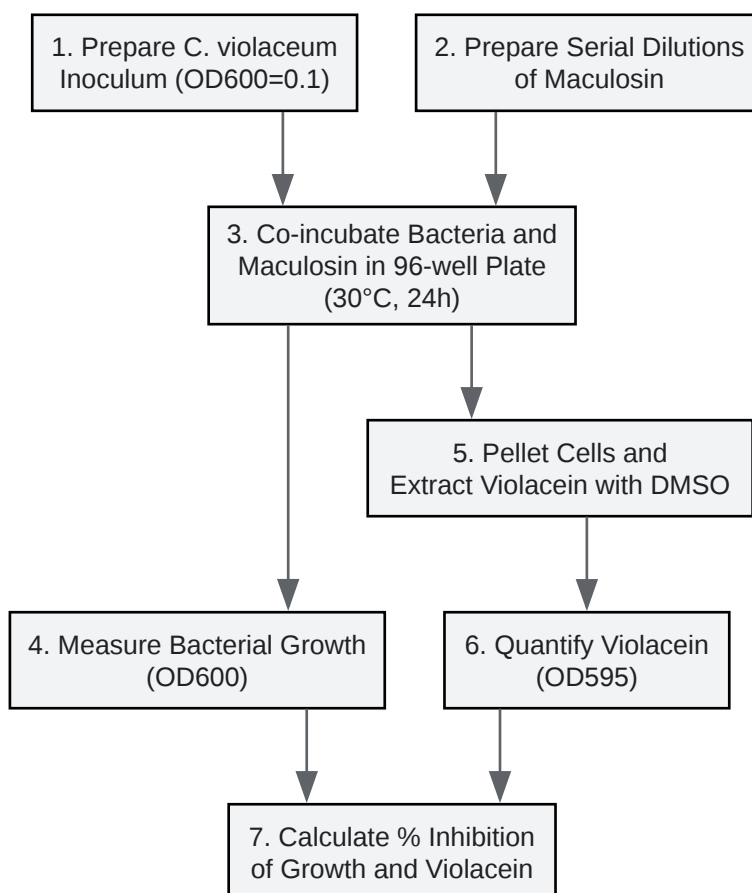 1. Prepare C. violaceum
Inoculum (OD600=0.1)
2. Prepare Serial Dilutions
of Maculosin
3. Co-incubate Bacteria and
Maculosin in 96-well Plate
(30°C, 24h)
5. Pellet Cells and
Extract Violacein with DMSO
4. Measure Bacterial Growth
(OD600)
6. Quantify Violacein
(OD595)
7. Calculate % Inhibition
of Growth and Violacein